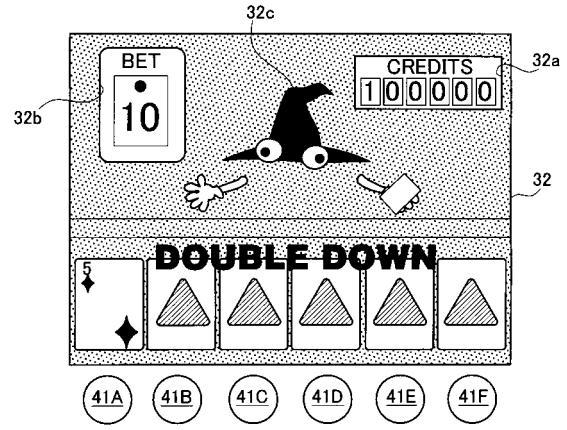 32c
BET
CREDITS
32a
32b
10
100000
32
DOUBLE DOWN
5
41A 41B 41C 41D 41E 41F